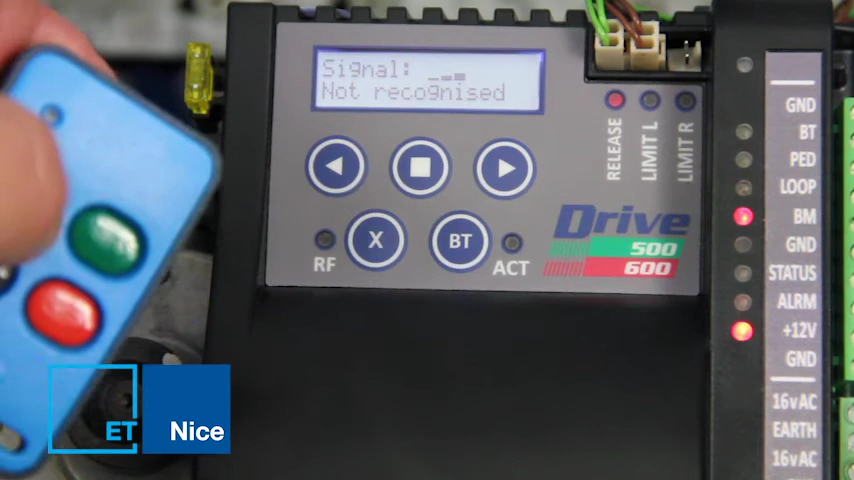 Signal:
Not recognised
RELEASE
LIMIT L
LIMIT R
RF
X
BT
ACT
Drive
500
600
GND
BT
PED
LOOP
BM
GND
STATUS
ALRM
+12V
GND
16vAC
EARTH
16vAC
ET
Nice